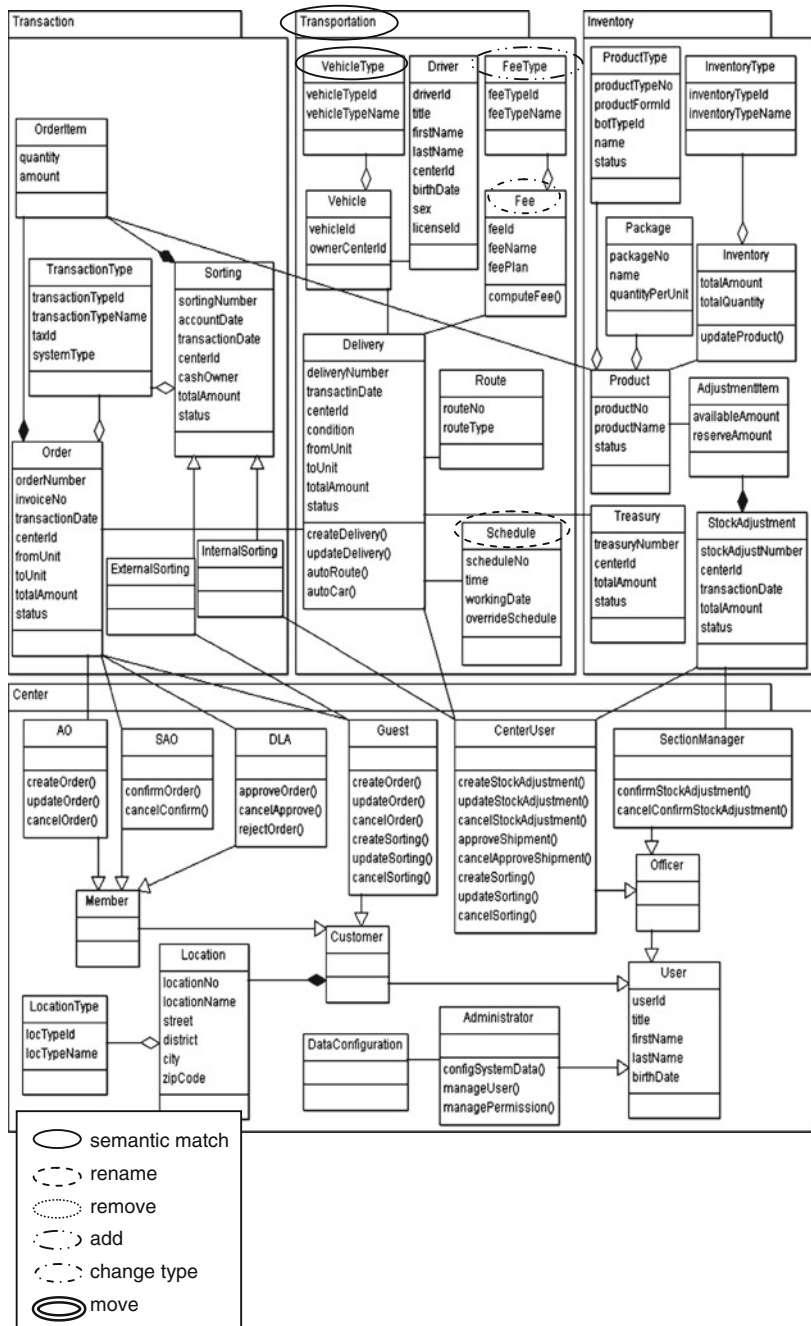 Transaction
OrderItem
quantity
amount
TransactionType
transactionTypeId
transactionTypeName
taxId
systemType
Sorting
sortingNumber
accountDate
transactionDate
centerId
cashOwner
totalAmount
status
Order
orderNumber
invoiceNo
transactionDate
centerId
fromUnit
toUnit
totalAmount
status
ExternalSorting
InternalSorting
Transportation
VehicleType
vehicleTypeId
vehicleTypeName
Driver
driverId
title
firstName
lastName
centerId
birthDate
sex
licenseId
FeeType
feeTypeId
feeTypeName
Vehicle
vehicleId
ownerCenterId
Fee
feeId
feeName
feePlan
computeFee()
Delivery
deliveryNumber
transactinDate
centerId
condition
fromUnit
toUnit
totalAmount
status
createDelivery()
updateDelivery()
autoRoute()
autoCar()
Route
routeNo
routeType
Schedule
scheduleNo
time
workingDate
overrideSchedule
Inventory
ProductType
productTypeNo
productFormId
botTypeId
name
status
InventoryType
inventoryTypeId
inventoryTypeName
Package
packageNo
name
quantityPerUnit
Inventory
totalAmount
totalQuantity
updateProduct()
Product
productNo
productName
status
AdjustmentItem
availableAmount
reserveAmount
Treasury
treasuryNumber
centerId
totalAmount
status
StockAdjustment
stockAdjustNumber
centerId
transactionDate
totalAmount
status
Center
AO
createOrder()
updateOrder()
cancelOrder()
SAO
confirmOrder()
cancelConfirm()
DLA
approveOrder()
cancelApprove()
rejectOrder()
Guest
createOrder()
updateOrder()
cancelOrder()
createSorting()
updateSorting()
cancelSorting()
CenterUser
createStockAdjustment()
updateStockAdjustment()
cancelStockAdjustment()
approveShipment()
cancelApproveShipment()
createSorting()
updateSorting()
cancelSorting()
SectionManager
confirmStockAdjustment()
cancelConfirmStockAdjustment()
Officer
Member
Customer
Location
locationNo
locationName
street
district
city
zipCode
LocationType
locTypeId
locTypeName
DataConfiguration
Administrator
configSystemData()
manageUser()
managePermission()
User
userId
title
firstName
lastName
birthDate
semantic match
rename
remove
add
change type
move